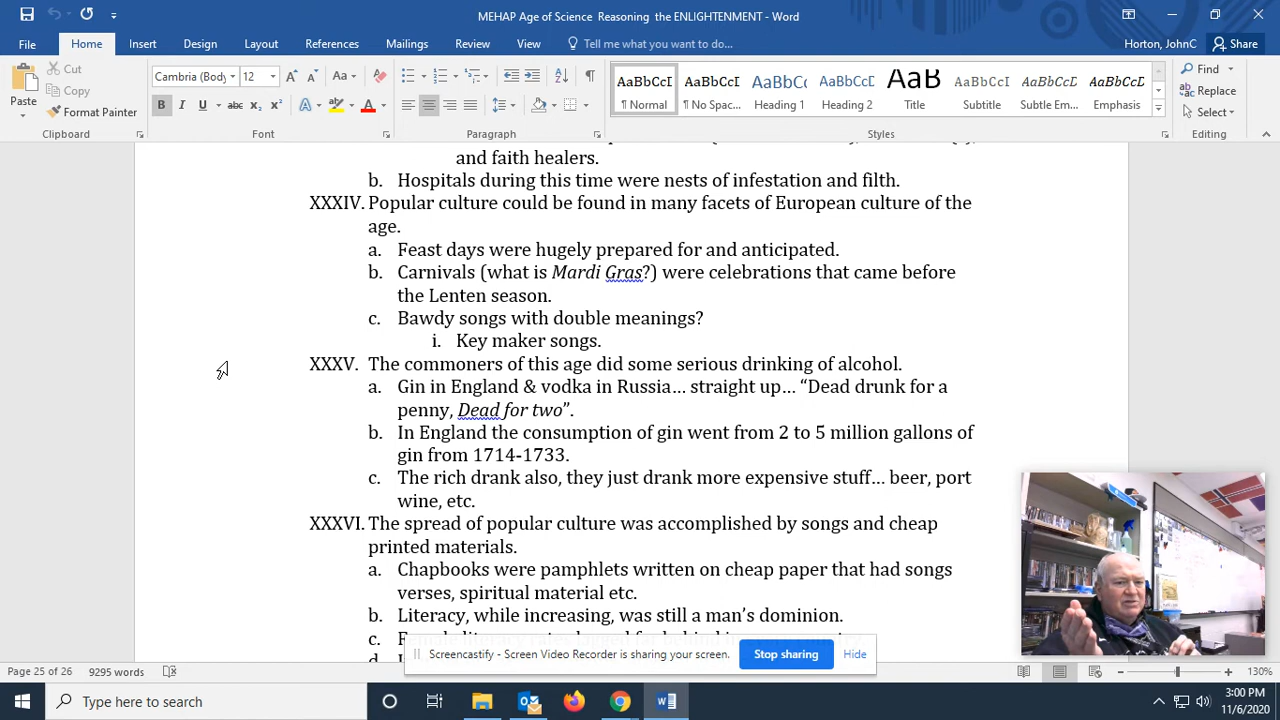 MEHAP Age of Science Reasoning the ENLIGHTENMENT - Word
File Home Insert Design Layout References Mailings Review View Tell me what you want to do... Horton, JohnC Share
Paste
Cut
Copy
Format Painter
Clipboard
Cambria (Body 12
Font
Paragraph
AaBbCcI AaBbCcI AaBbCc AaBbCcI AaB AaBbCcI AaBbCcI AaBbCcI
¶ Normal ¶ No Spac... Heading 1 Heading 2 Title Subtitle Subtle Em... Emphasis
Styles
Find
Replace
Select
Editing
and faith healers.
b. Hospitals during this time were nests of infestation and filth.
XXXIV. Popular culture could be found in many facets of European culture of the
age.
a. Feast days were hugely prepared for and anticipated.
b. Carnivals (what is Mardi Gras?) were celebrations that came before
the Lenten season.
c. Bawdy songs with double meanings?
i. Key maker songs.
XXXV. The commoners of this age did some serious drinking of alcohol.
a. Gin in England & vodka in Russia… straight up… “Dead drunk for a
penny, Dead for two”.
b. In England the consumption of gin went from 2 to 5 million gallons of
gin from 1714-1733.
c. The rich drank also, they just drank more expensive stuff… beer, port
wine, etc.
XXXVI. The spread of popular culture was accomplished by songs and cheap
printed materials.
a. Chapbooks were pamphlets written on cheap paper that had songs
verses, spiritual material etc.
b. Literacy, while increasing, was still a man’s dominion.
c.
d.
Screencastify - Screen Video Recorder is sharing your screen. Stop sharing Hide
Page 25 of 26 9295 words 130%
Type here to search
3:00 PM
11/6/2020